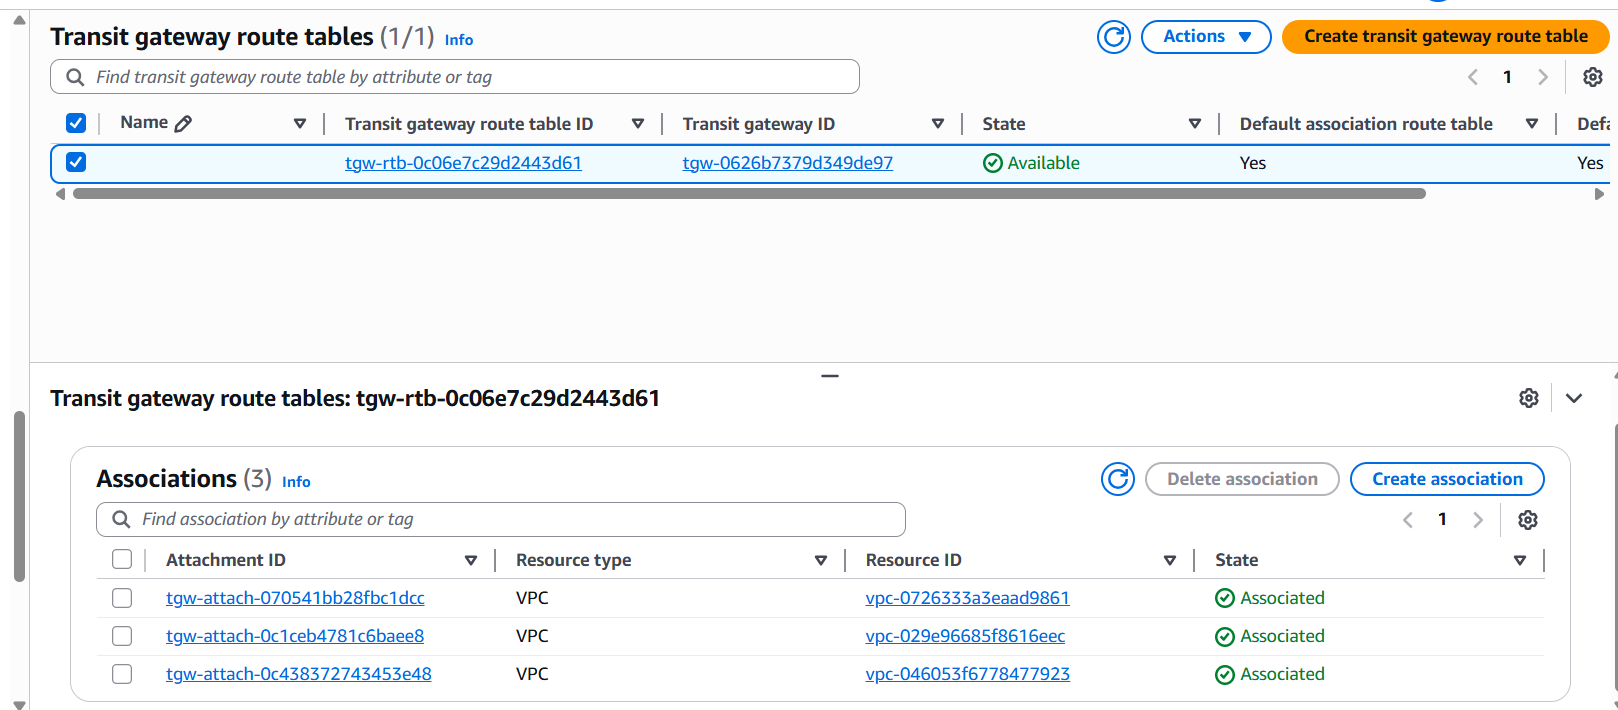 Transit gateway route tables (1/1) Info
Actions
Create transit gateway route table
Find transit gateway route table by attribute or tag
1
Name Transit gateway route table ID Transit gateway ID State Default association route table Defa
tgw-rtb-0c06e7c29d2443d61 tgw-0626b7379d349de97 Available Yes Yes
Transit gateway route tables: tgw-rtb-0c06e7c29d2443d61
Associations (3) Info
Delete association
Create association
Find association by attribute or tag
1
Attachment ID Resource type Resource ID State
tgw-attach-070541bb28fbc1dcc VPC vpc-0726333a3eaad9861 Associated
tgw-attach-0c1ceb4781c6baee8 VPC vpc-029e96685f8616eec Associated
tgw-attach-0c438372743453e48 VPC vpc-046053f6778477923 Associated